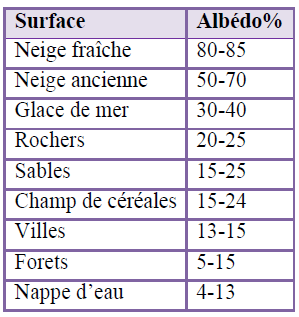 Surface Albédo%
Neige fraîche 80-85
Neige ancienne 50-70
Glace de mer 30-40
Rochers 20-25
Sables 15-25
Champ de céréales 15-24
Villes 13-15
Forets 5-15
Nappe d’eau 4-13